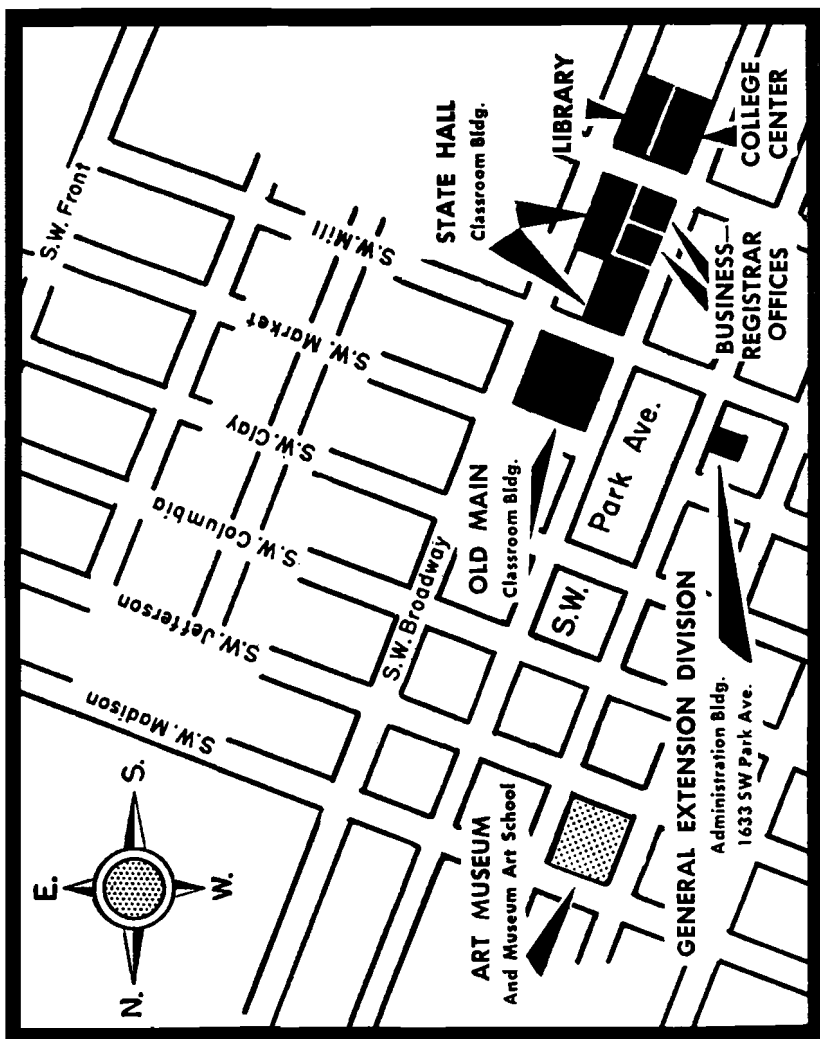 E.
N.
S.
W.
S.W. Front
S.W. Mill
S.W. Market
S.W. Clay
S.W. Columbia
S.W. Jefferson
S.W. Madison
S.W. Broadway
STATE HALL
Classroom Bldg.
LIBRARY
COLLEGE
CENTER
BUSINESS—
REGISTRAR
OFFICES
OLD MAIN
Classroom Bldg.
S.W. Park Ave.
ART MUSEUM
And Museum Art School
GENERAL EXTENSION DIVISION
Administration Bldg.
1633 SW Park Ave.